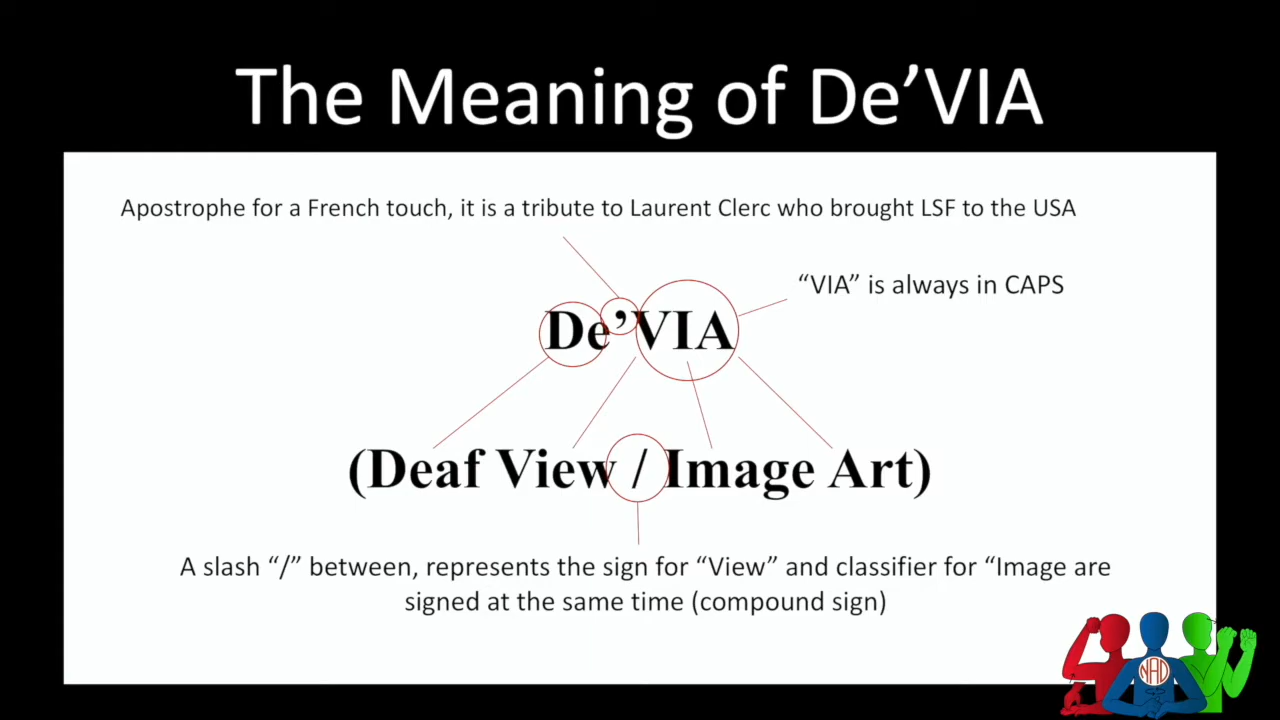 The Meaning of De’VIA
Apostrophe for a French touch, it is a tribute to Laurent Clerc who brought LSF to the USA
“VIA” is always in CAPS
De’VIA
(Deaf View / Image Art)
A slash “/” between, represents the sign for “View” and classifier for “Image are
signed at the same time (compound sign)
NAD